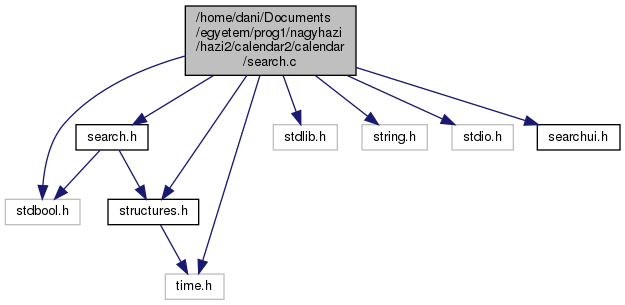 /home/dani/Documents
/egyetem/prog1/nagyhazi
/hazi2/calendar2/calendar
/search.c
search.h
stdlib.h
string.h
stdio.h
searchui.h
stdbool.h
structures.h
time.h